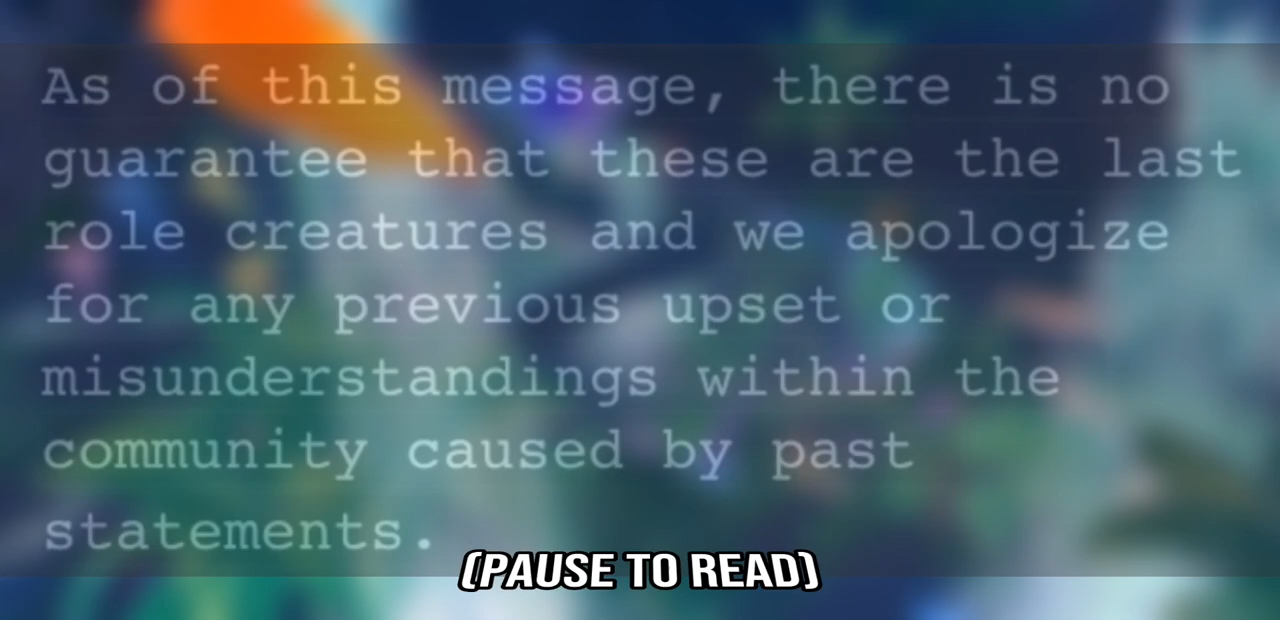 As of this message, there is no
guarantee that these are the last
role creatures and we apologize
for any previous upset or
misunderstandings within the
community caused by past
statements.
(PAUSE TO READ)